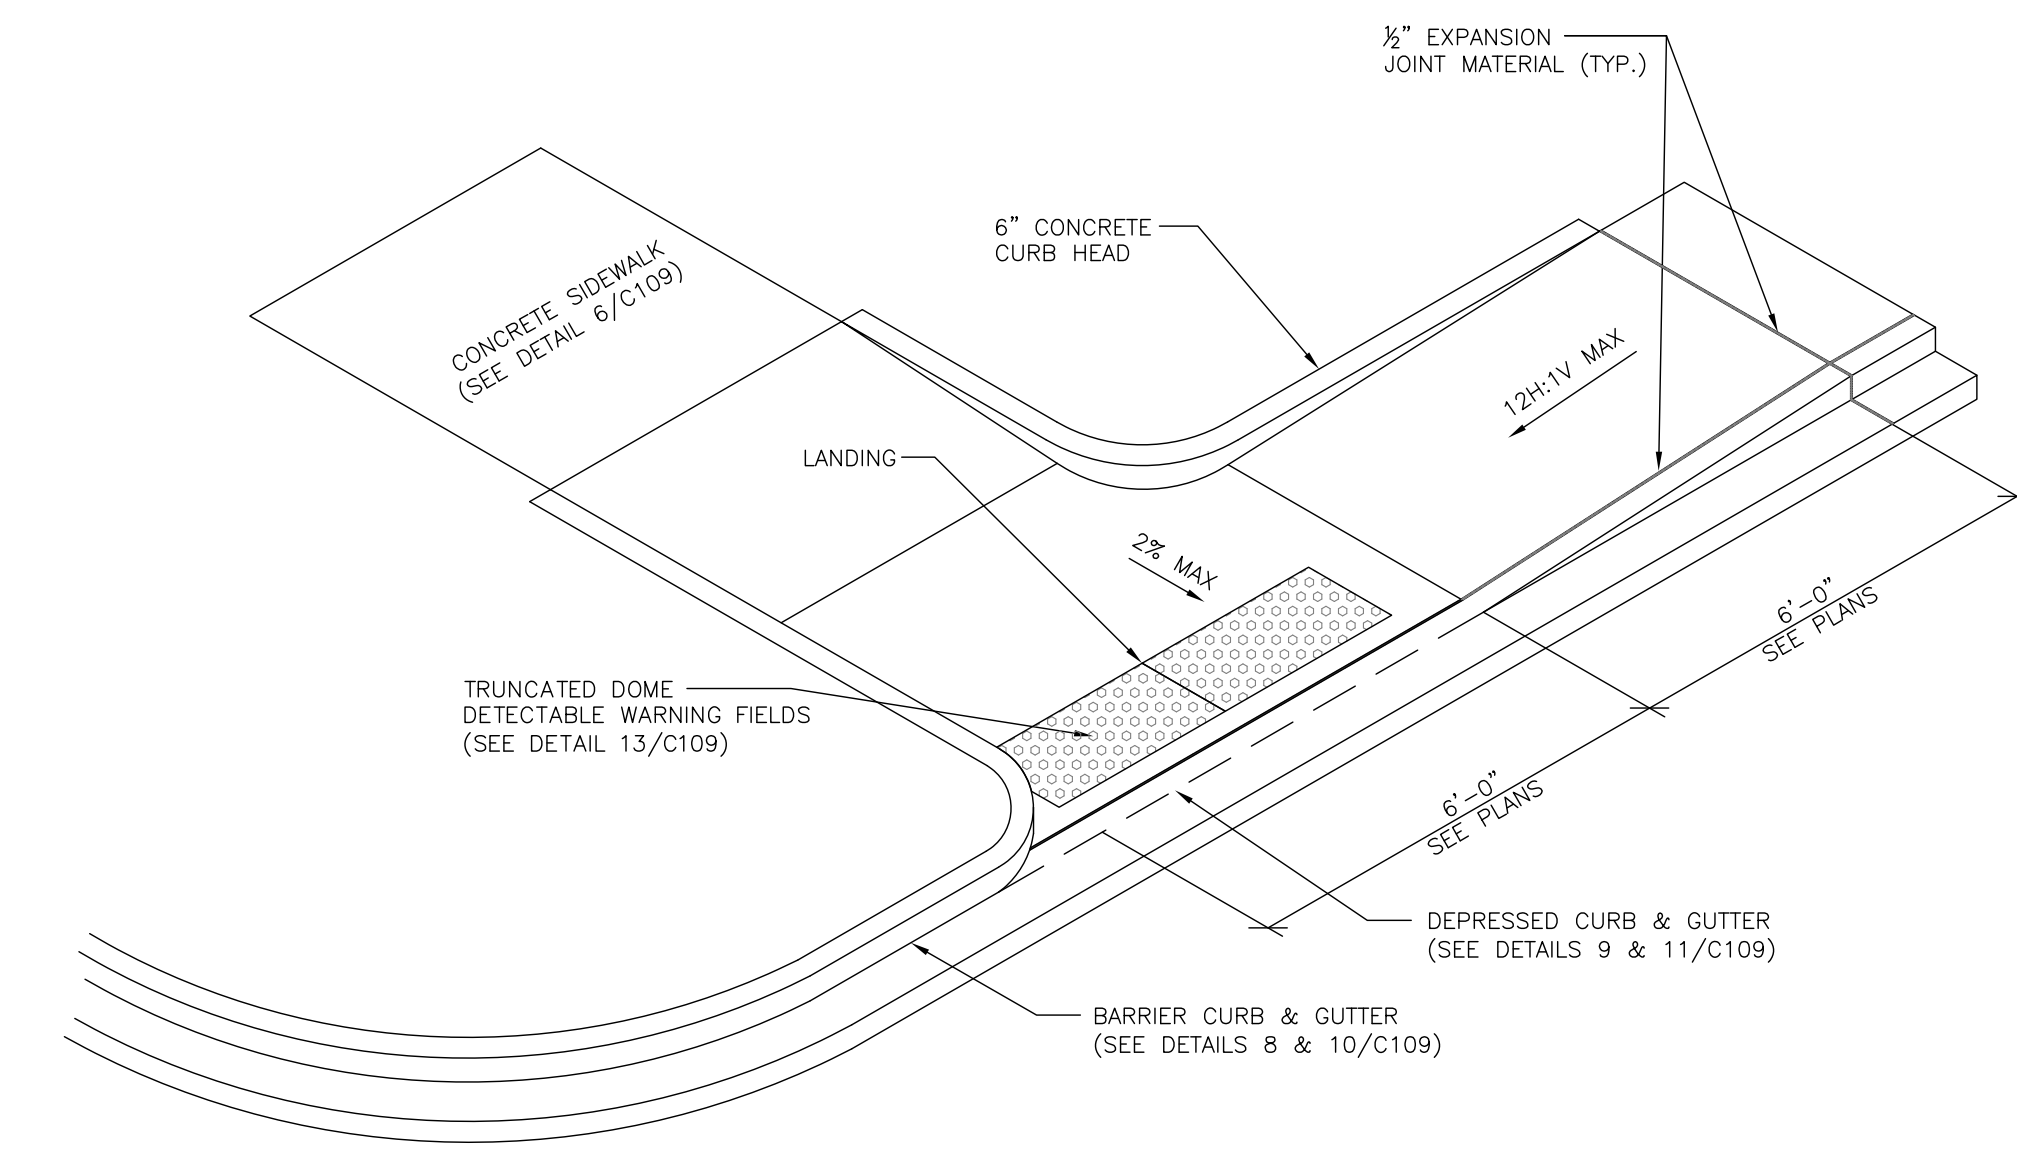 ½” EXPANSION
JOINT MATERIAL (TYP.)
6” CONCRETE
CURB HEAD
CONCRETE SIDEWALK
(SEE DETAIL 6/C109)
12H:1V MAX
LANDING
2% MAX
6’-0”
SEE PLANS
TRUNCATED DOME
DETECTABLE WARNING FIELDS
(SEE DETAIL 13/C109)
6’-0”
SEE PLANS
DEPRESSED CURB & GUTTER
(SEE DETAILS 9 & 11/C109)
BARRIER CURB & GUTTER
(SEE DETAILS 8 & 10/C109)